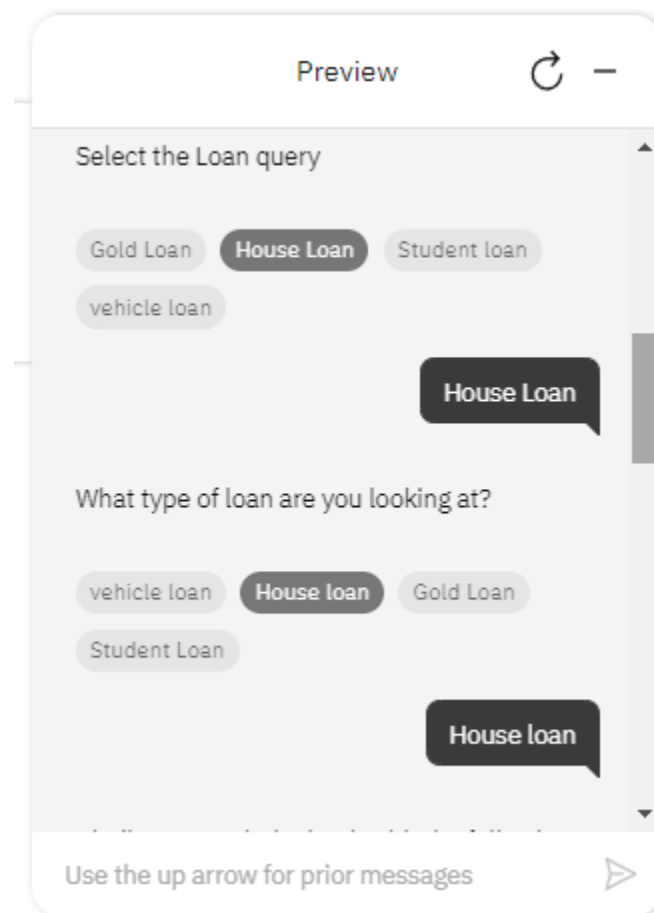 Preview
Select the Loan query
Gold Loan House Loan Student loan
vehicle loan
House Loan
What type of loan are you looking at?
vehicle loan House loan Gold Loan
Student Loan
House loan
Use the up arrow for prior messages